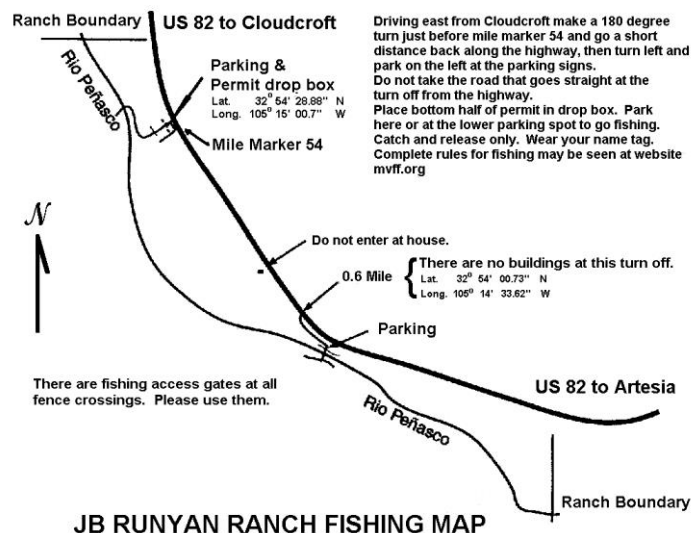 Ranch Boundary
US 82 to Cloudcroft
Driving east from Cloudcroft make a 180 degree
turn just before mile marker 54 and go a short
distance back along the highway, then turn left and
park on the left at the parking signs.
Do not take the road that goes straight at the
turn off from the highway.
Place bottom half of permit in drop box. Park
here or at the lower parking spot to go fishing.
Catch and release only. Wear your name tag.
Complete rules for fishing may be seen at website
mvff.org
Rio Peñasco
Parking &
Permit drop box
Lat. 32° 54' 28.88" N
Long. 105° 15' 00.7" W
Mile Marker 54
N
Do not enter at house.
0.6 Mile
There are no buildings at this turn off.
Lat. 32° 54' 00.73" N
Long. 105° 14' 33.62" W
Parking
There are fishing access gates at all
fence crossings. Please use them.
US 82 to Artesia
Rio Peñasco
Ranch Boundary
JB RUNYAN RANCH FISHING MAP